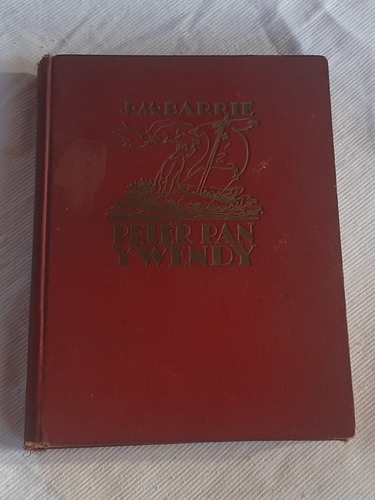 J.M. BARRIE
PETER PAN
Y WENDY